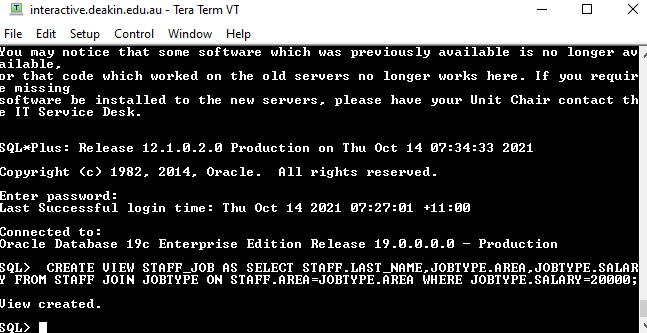 interactive.deakin.edu.au - Tera Term VT
File Edit Setup Control Window Help
You may notice that some software which was previously available is no longer av
ailable,
or that code which worked on the old servers no longer works here. If you requir
e missing
software be installed to the new servers, please have your Unit Chair contact th
e IT Service Desk.
SQL*Plus: Release 12.1.0.2.0 Production on Thu Oct 14 07:34:33 2021
Copyright (c) 1982, 2014, Oracle.  All rights reserved.
Enter password:
Last Successful login time: Thu Oct 14 2021 07:27:01 +11:00
Connected to:
Oracle Database 19c Enterprise Edition Release 19.0.0.0.0 - Production
SQL>  CREATE VIEW STAFF_JOB AS SELECT STAFF.LAST_NAME,JOBTYPE.AREA,JOBTYPE.SALAR
Y FROM STAFF JOIN JOBTYPE ON STAFF.AREA=JOBTYPE.AREA WHERE JOBTYPE.SALARY=20000;
View created.
SQL>